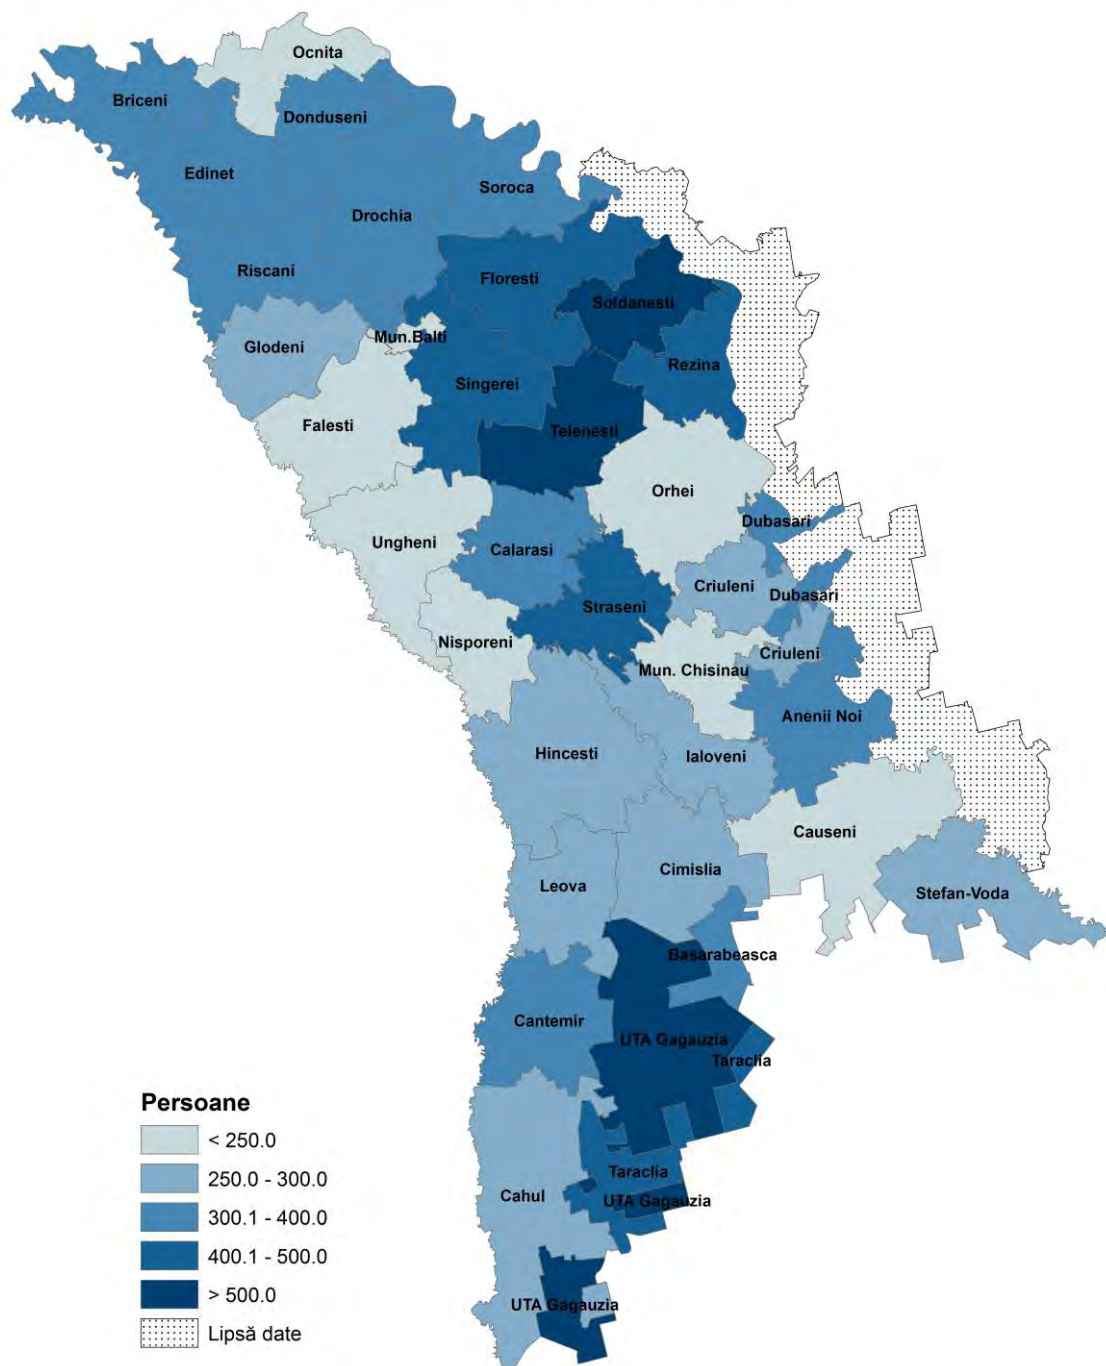 Ocnita
Briceni
Donduseni
Edinet
Soroca
Drochia
Riscani
Floresti
Soldanesti
Mun.Balti
Glodeni
Rezina
Singerei
Falesti
Telenesti
Orhei
Dubasari
Ungheni
Calarasi
Criuleni
Dubasari
Straseni
Nisporeni
Criuleni
Mun. Chisinau
Anenii Noi
Hincesti
Ialoveni
Causeni
Cimislia
Leova
Stefan-Voda
Basarabeasca
Cantemir
UTA Gagauzia
Taraclia
Taraclia
Cahul
UTA Gagauzia
UTA Gagauzia
Persoane
< 250.0
250.0 - 300.0
300.1 - 400.0
400.1 - 500.0
> 500.0
Lipsă date